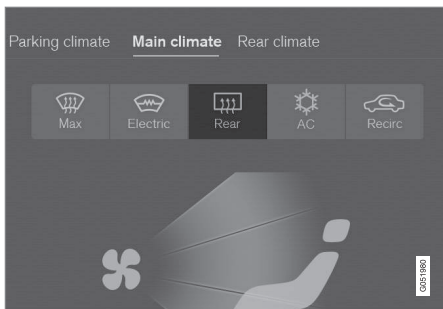 Parking climate Main climate Rear climate
Max Electric Rear AC Recirc
G051980